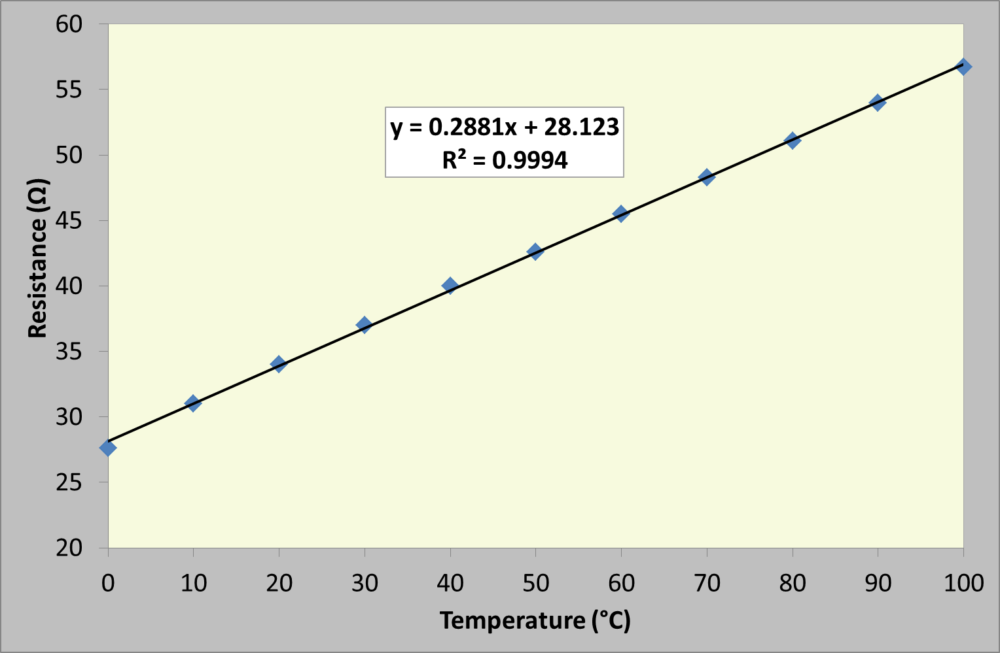 60
55
50
45
40
35
30
25
20
Resistance (Ω)
y = 0.2881x + 28.123
R² = 0.9994
0 10 20 30 40 50 60 70 80 90 100
Temperature (°C)